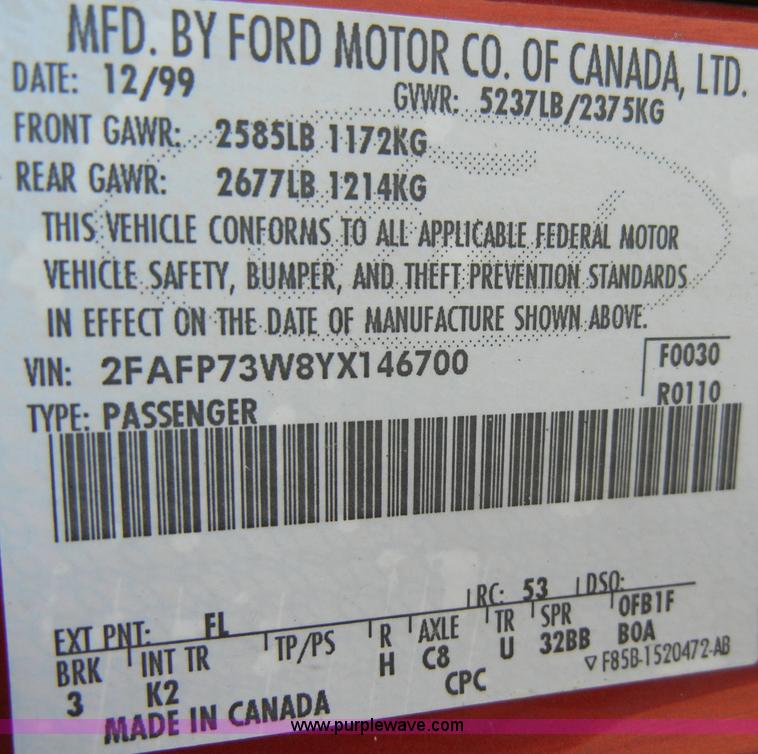 MFD. BY FORD MOTOR CO. OF CANADA, LTD.
DATE: 12/99 GVWR: 5237LB/2375KG
FRONT GAWR: 2585LB 1172KG
REAR GAWR: 2677LB 1214KG
THIS VEHICLE CONFORMS TO ALL APPLICABLE FEDERAL MOTOR
VEHICLE SAFETY, BUMPER, AND THEFT PREVENTION STANDARDS
IN EFFECT ON THE DATE OF MANUFACTURE SHOWN ABOVE.
VIN: 2FAFP73W8YX146700 F0030
TYPE: PASSENGER R0110
EXT PNT: FL RC: 53 DSO:
BRK INT TR TP/PS R AXLE TR SPR 0FB1F
3 K2 H C8 U 32BB B0A
CPC ▽ F85B-1520472-AB
MADE IN CANADA
www.purplewave.com